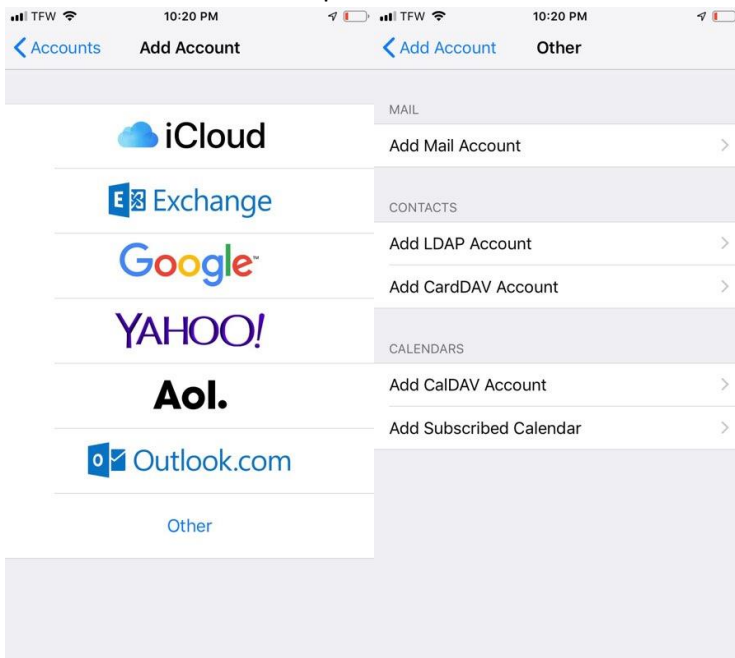 TFW 10:20 PM
Accounts Add Account
iCloud
E Exchange
Google™
YAHOO!
Aol.
o Outlook.com
Other
TFW 10:20 PM
Add Account Other
MAIL
Add Mail Account
CONTACTS
Add LDAP Account
Add CardDAV Account
CALENDARS
Add CalDAV Account
Add Subscribed Calendar